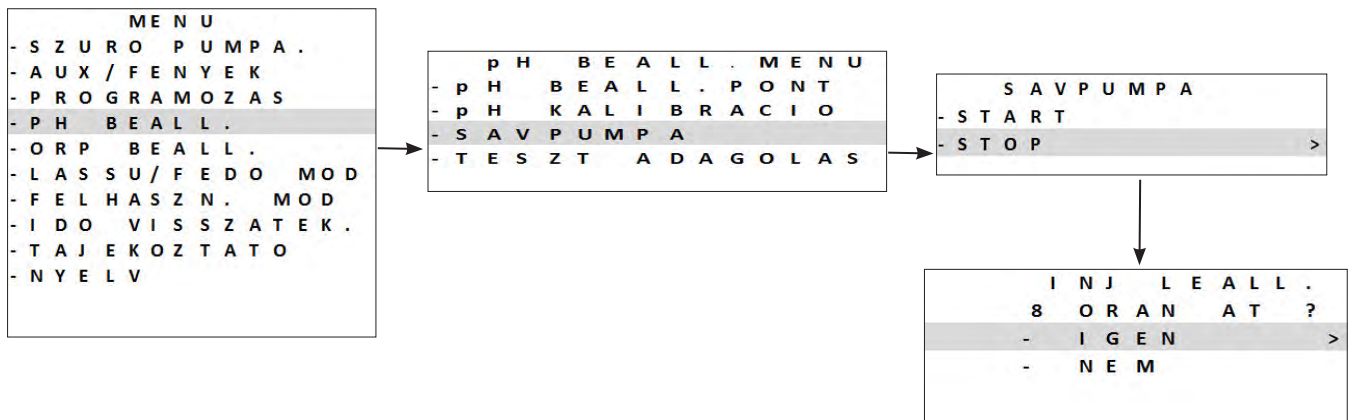 MENU
- SZURO PUMPA.
- AUX/FENYEK
- PROGRAMOZAS
- PH BEALL.
- ORP BEALL.
- LASSU/FEDO MOD
- FELHASZN. MOD
- IDO VISSZATEK.
- TAJEKOZTATO
- NYELV
pH BEALL. MENU
- pH BEALL. PONT
- pH KALIBRACIO
- SAVPUMPA
- TESZT ADAGOLAS
SAVPUMPA
- START
- STOP >
INJ LEALL.
8 ORAN AT ?
- IGEN >
- NEM